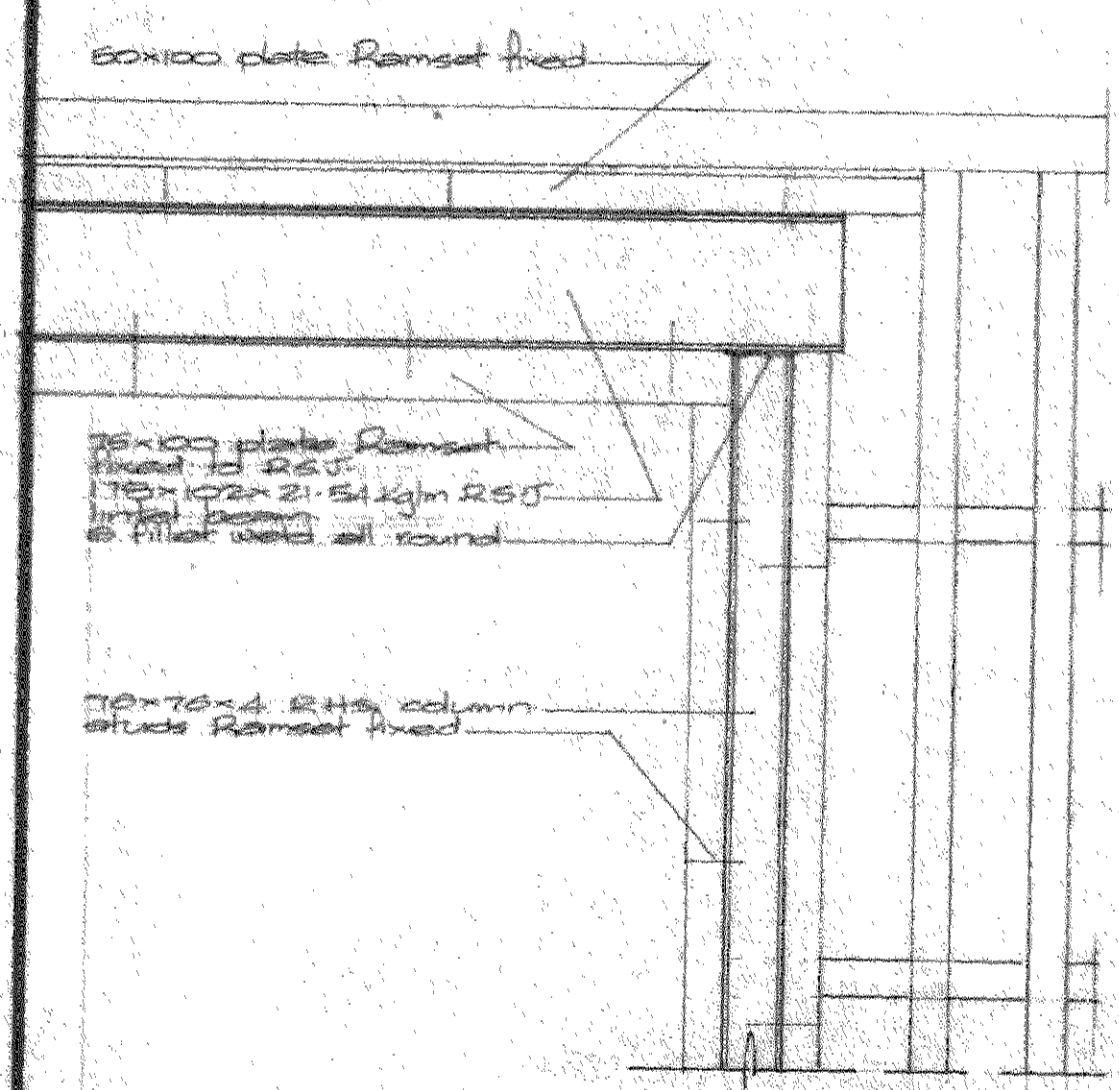 50x100 plate Ramset fixed
75x100 plate Ramset
fixed to RSJ.
178x102x21.54kg/m RSJ
lintel beam
6 fillet weld all round
76x76x4 RHS column
studs Ramset fixed